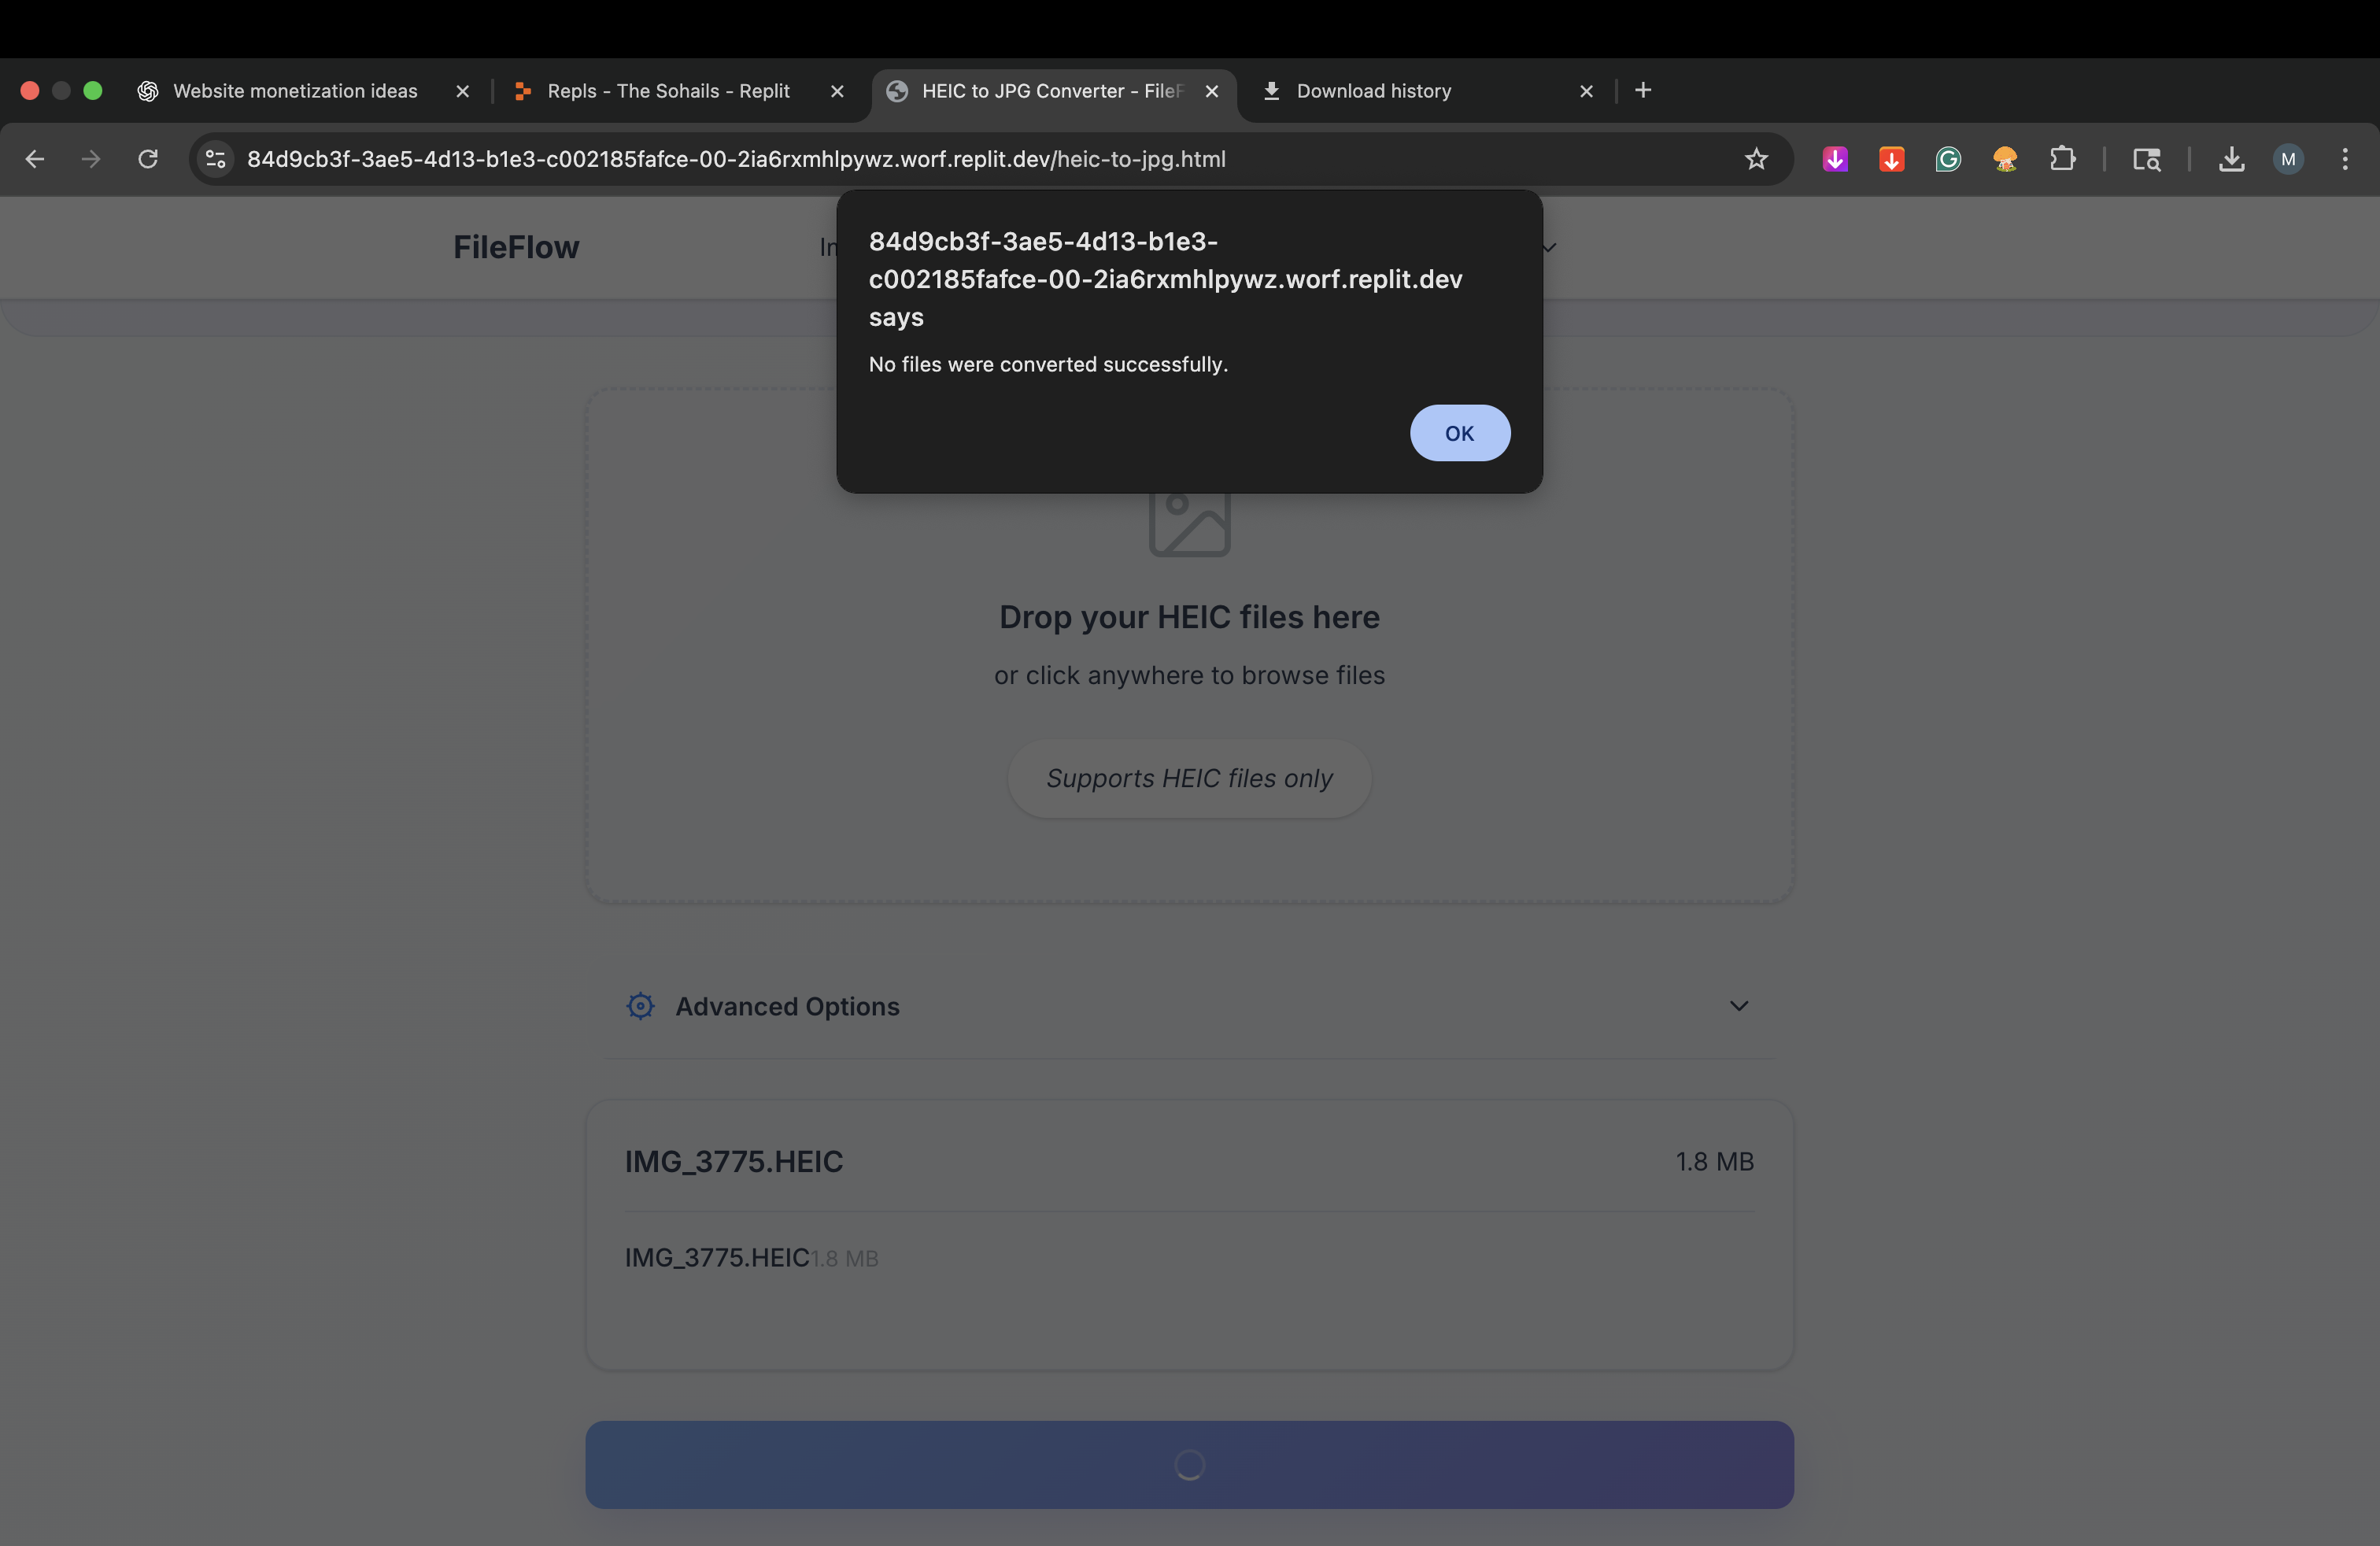 Website monetization ideas
Repls - The Sohails - Replit
HEIC to JPG Converter - FileF
Download history
84d9cb3f-3ae5-4d13-b1e3-c002185fafce-00-2ia6rxmhlpywz.worf.replit.dev/heic-to-jpg.html
M
FileFlow
84d9cb3f-3ae5-4d13-b1e3-
c002185fafce-00-2ia6rxmhlpywz.worf.replit.dev
says
No files were converted successfully.
OK
Drop your HEIC files here
or click anywhere to browse files
Supports HEIC files only
Advanced Options
IMG_3775.HEIC 1.8 MB
IMG_3775.HEIC1.8 MB